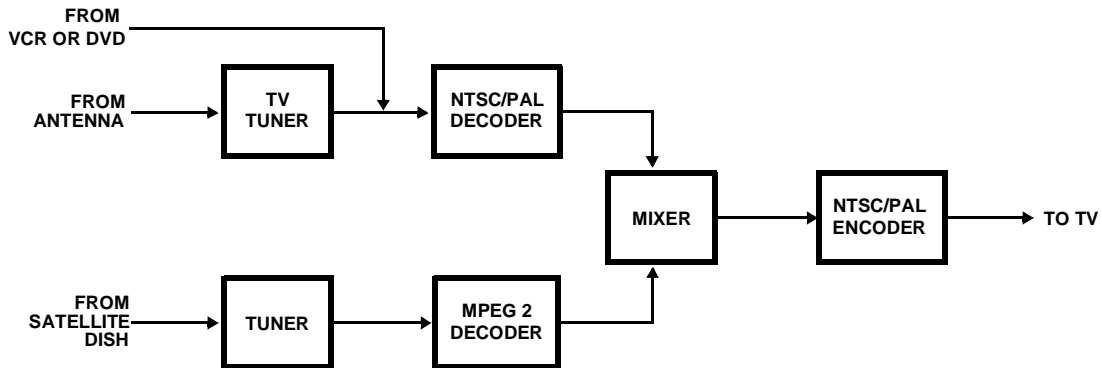 FROM
VCR OR DVD
FROM
ANTENNA
TV
TUNER
NTSC/PAL
DECODER
MIXER
NTSC/PAL
ENCODER
TO TV
FROM
SATELLITE
DISH
TUNER
MPEG 2
DECODER